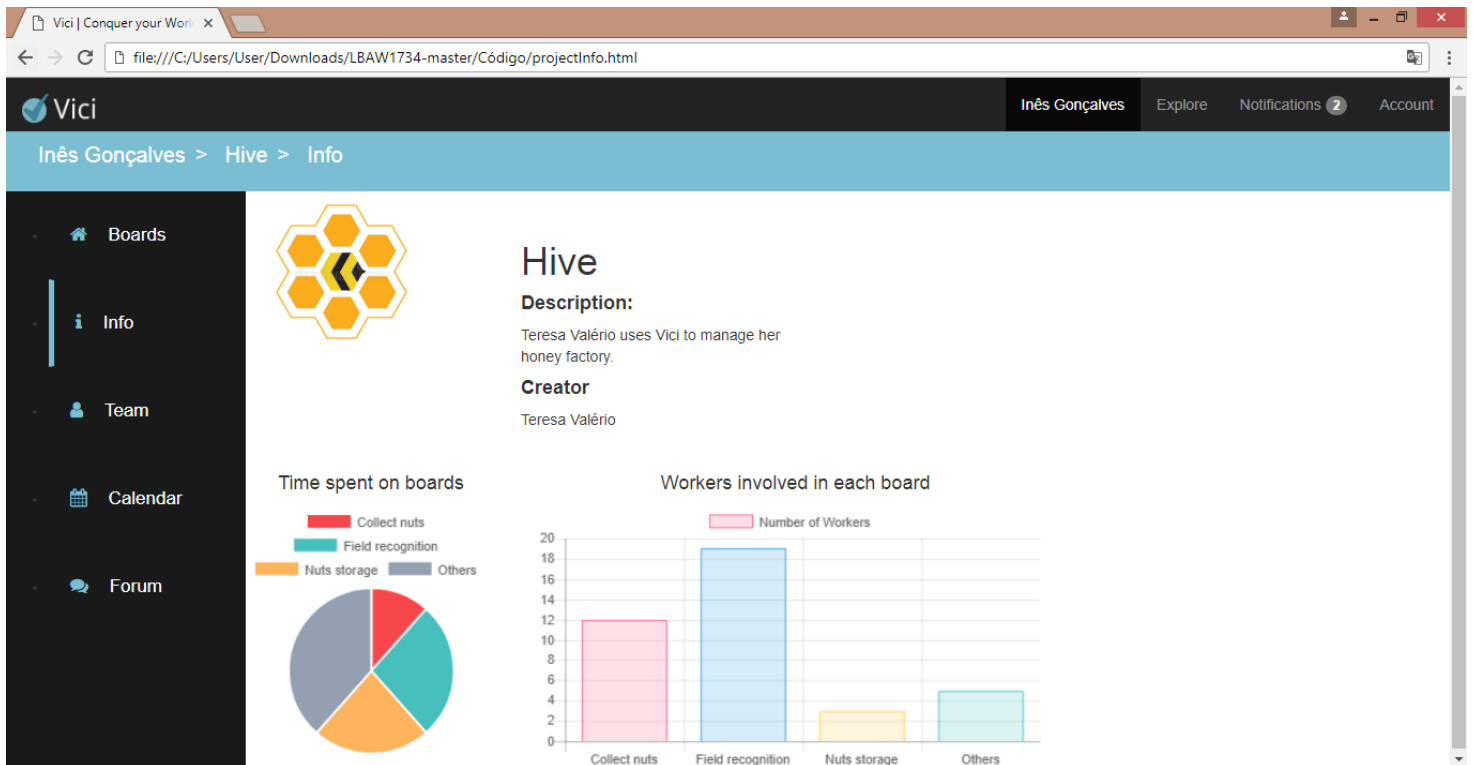 Vici | Conquer your Worl
file:///C:/Users/User/Downloads/LBAW1734-master/Código/projectInfo.html
Vici
Inês Gonçalves
Explore
Notifications 2
Account
Inês Gonçalves > Hive > Info
Boards
Info
Team
Calendar
Forum
Hive
Description:
Teresa Valério uses Vici to manage her
honey factory.
Creator
Teresa Valério
Time spent on boards
Collect nuts
Field recognition
Nuts storage Others
Workers involved in each board
Number of Workers
20
18
16
14
12
10
8
6
4
2
0
Collect nuts Field recognition Nuts storage Others